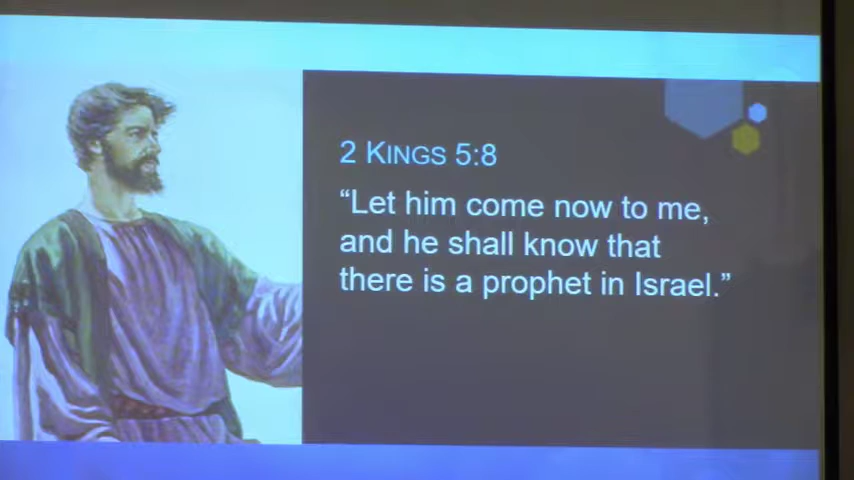 2 KINGS 5:8
“Let him come now to me,
and he shall know that
there is a prophet in Israel.”